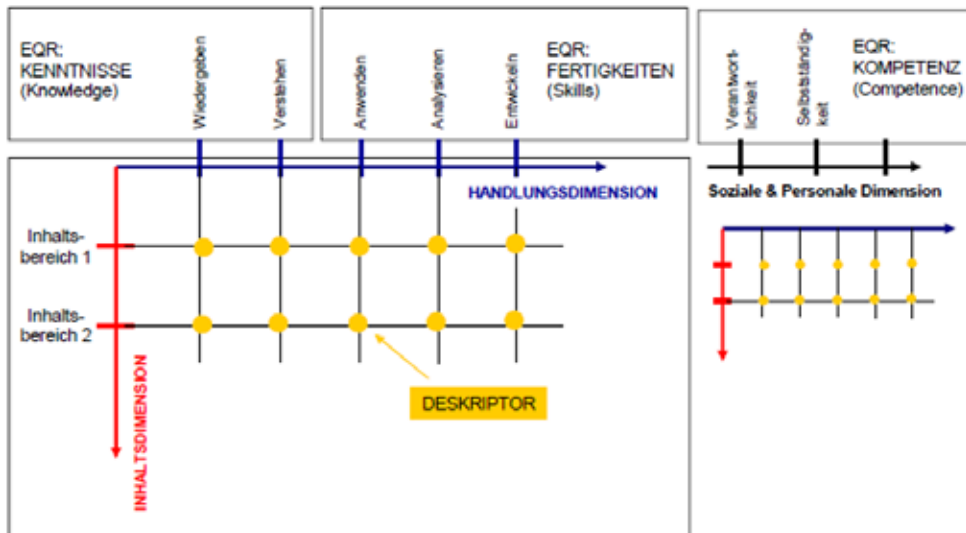 EQR:
KENNTNISSE
(Knowledge)
Wiedergeben
Verstehen
Anwenden
Analysieren
Entwickeln
EQR:
FERTIGKEITEN
(Skills)
Verantwort-
lichkeit
Selbstständig-
keit
EQR:
KOMPETENZ
(Competence)
HANDLUNGSDIMENSION
Soziale & Personale Dimension
Inhalts-
bereich 1
Inhalts-
bereich 2
DESKRIPTOR
INHALTSDIMENSION